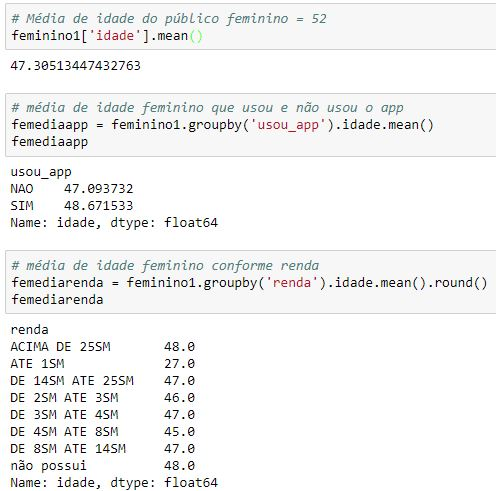 # Média de idade do público feminino = 52
feminino1['idade'].mean()
47.30513447432763
# média de idade feminino que usou e não usou o app
femediaapp = feminino1.groupby('usou_app').idade.mean()
femediaapp
usou_app
NAO    47.093732
SIM    48.671533
Name: idade, dtype: float64
# média de idade feminino conforme renda
femediarenda = feminino1.groupby('renda').idade.mean().round()
femediarenda
renda
ACIMA DE 25SM       48.0
ATE 1SM             27.0
DE 14SM ATE 25SM    47.0
DE 2SM ATE 3SM      46.0
DE 3SM ATE 4SM      47.0
DE 4SM ATE 8SM      45.0
DE 8SM ATE 14SM     47.0
não possui          48.0
Name: idade, dtype: float64